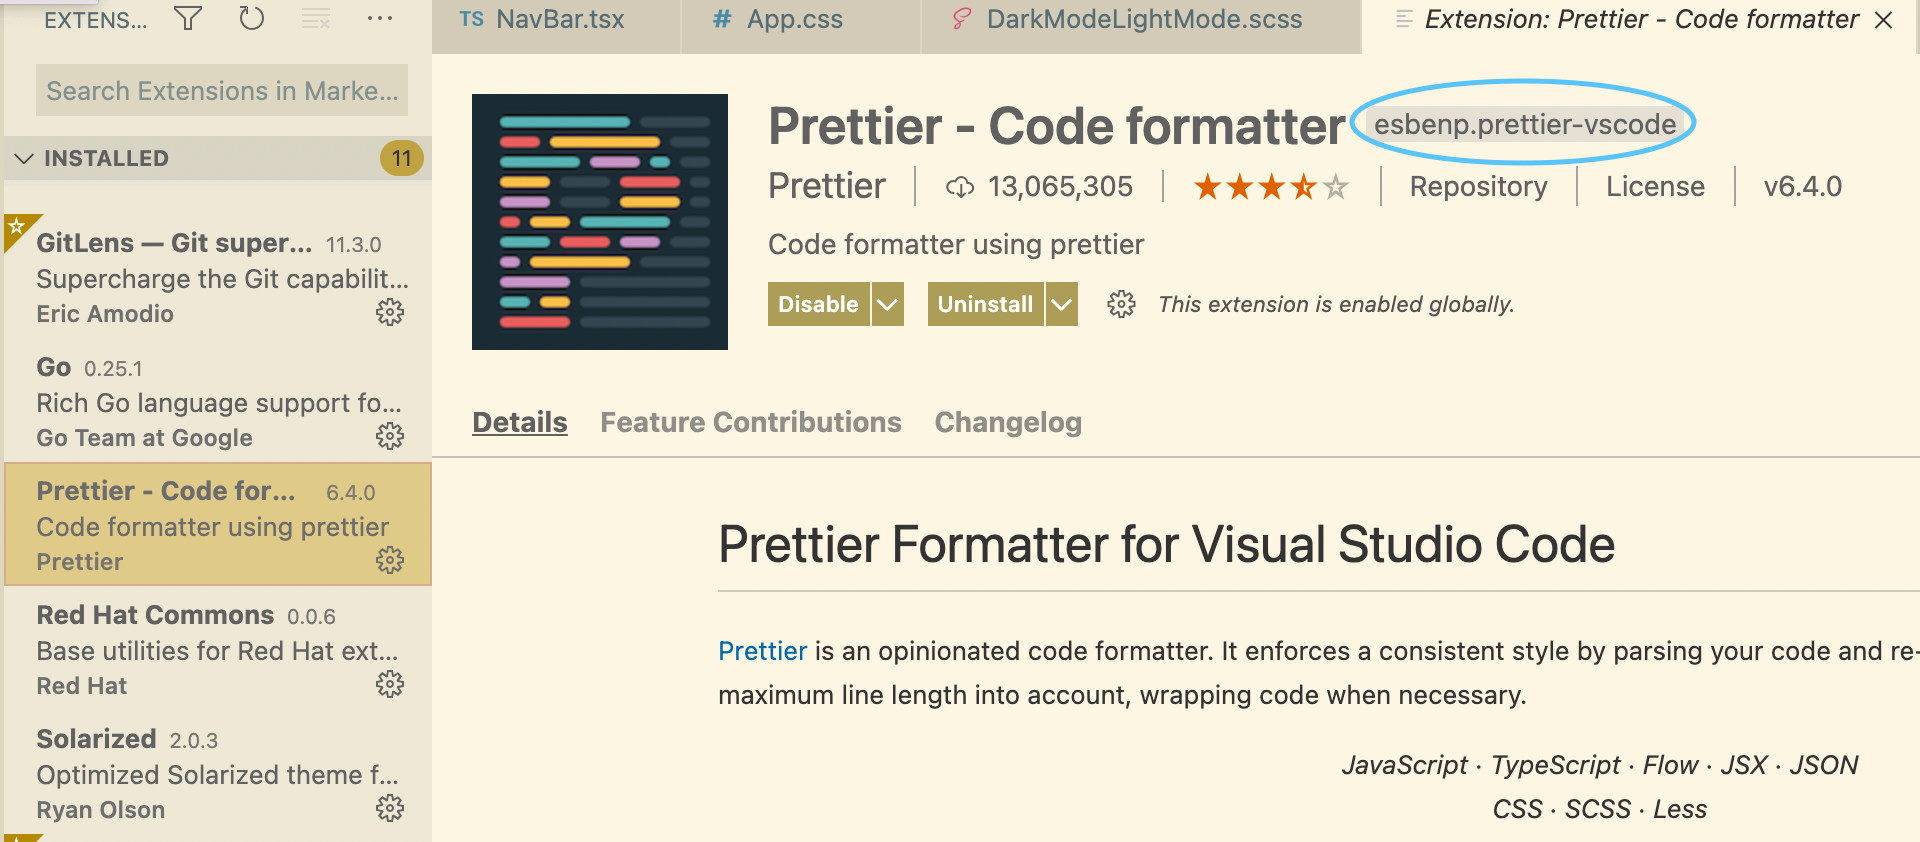 EXTENS...
TS NavBar.tsx
# App.css
DarkModeLightMode.scss
Extension: Prettier - Code formatter
Search Extensions in Marke...
INSTALLED
11
GitLens — Git super... 11.3.0
Supercharge the Git capabilit...
Eric Amodio
Go 0.25.1
Rich Go language support fo...
Go Team at Google
Prettier - Code for... 6.4.0
Code formatter using prettier
Prettier
Red Hat Commons 0.0.6
Base utilities for Red Hat ext...
Red Hat
Solarized 2.0.3
Optimized Solarized theme f...
Ryan Olson
Prettier - Code formatter esbenp.prettier-vscode
Prettier 13,065,305 Repository License v6.4.0
Code formatter using prettier
Disable Uninstall This extension is enabled globally.
Details Feature Contributions Changelog
Prettier Formatter for Visual Studio Code
Prettier is an opinionated code formatter. It enforces a consistent style by parsing your code and re-
maximum line length into account, wrapping code when necessary.
JavaScript · TypeScript · Flow · JSX · JSON
CSS · SCSS · Less